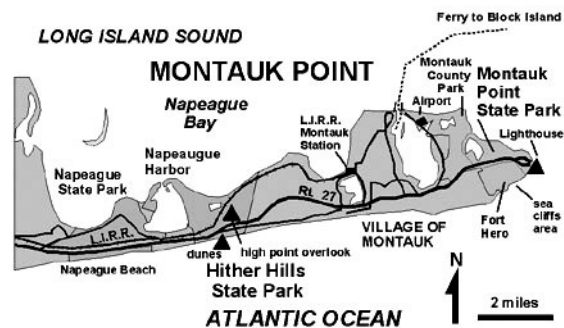 Ferry to Block Island
LONG ISLAND SOUND
MONTAUK POINT
Montauk
County
Park
Airport
Montauk
Point
State Park
Lighthouse
Napeague
Bay
L.I.R.R.
Montauk
Station
Napeague
State Park
Napeaugue
Harbor
Rt. 27
L.I.R.R.
VILLAGE OF
MONTAUK
Fort
Hero
sea
cliffs
area
Napeague Beach
dunes
high point overlook
Hither Hills
State Park
N
2 miles
ATLANTIC OCEAN